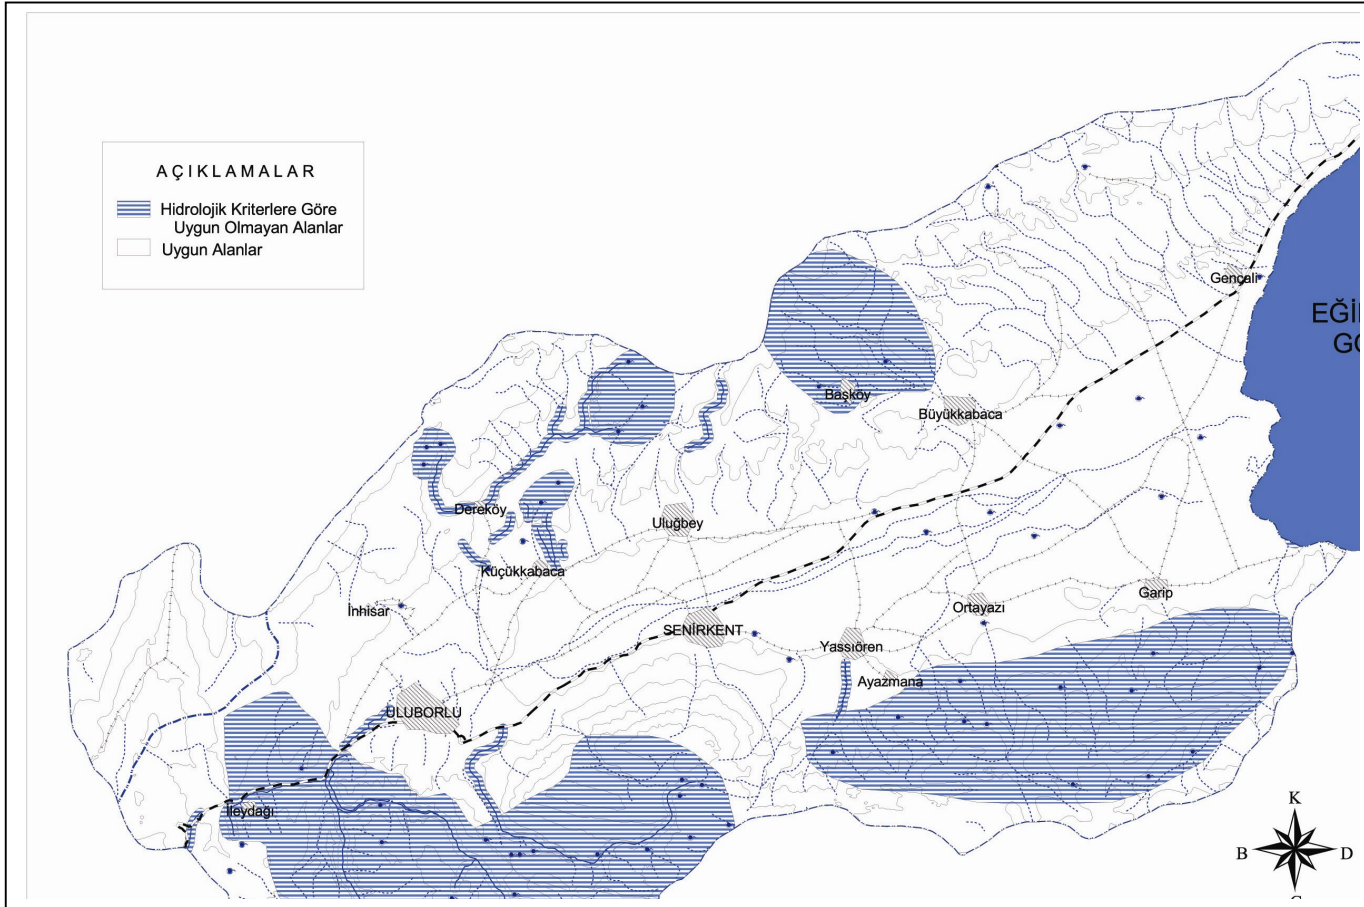 AÇIKLAMALAR
Hidrolojik Kriterlere Göre
Uygun Olmayan Alanlar
Uygun Alanlar
Gençali
EĞİ
GÖ
Başköy
Büyükkabaca
Dereköy
Uluğbey
Küçükkabaca
İnhisar
Ortayazı
Garip
SENİRKENT
Yassıören
Ayazmana
ULUBORLU
İleydağı
K
B
D